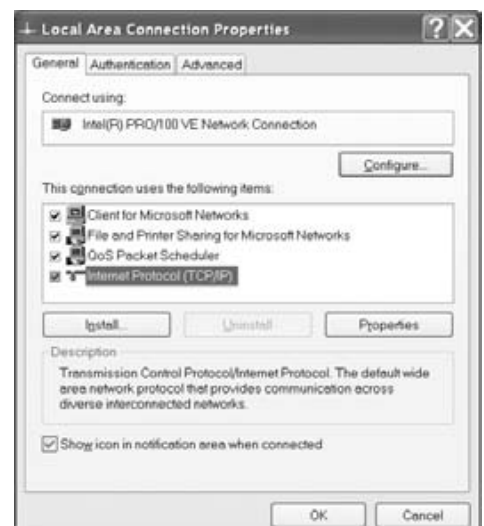 Local Area Connection Properties
General Authentication Advanced
Connect using:
Intel(R) PRO/100 VE Network Connection
Configure...
This connection uses the following items:
Client for Microsoft Networks
File and Printer Sharing for Microsoft Networks
QoS Packet Scheduler
Internet Protocol (TCP/IP)
Install... Uninstall Properties
Description
Transmission Control Protocol/Internet Protocol. The default wide
area network protocol that provides communication across
diverse interconnected networks.
Show icon in notification area when connected
OK Cancel